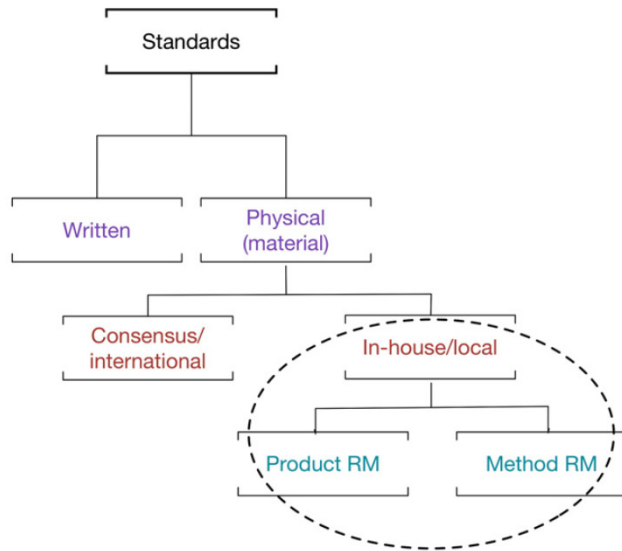 Standards
Written
Physical
(material)
Consensus/
international
In-house/local
Product RM
Method RM